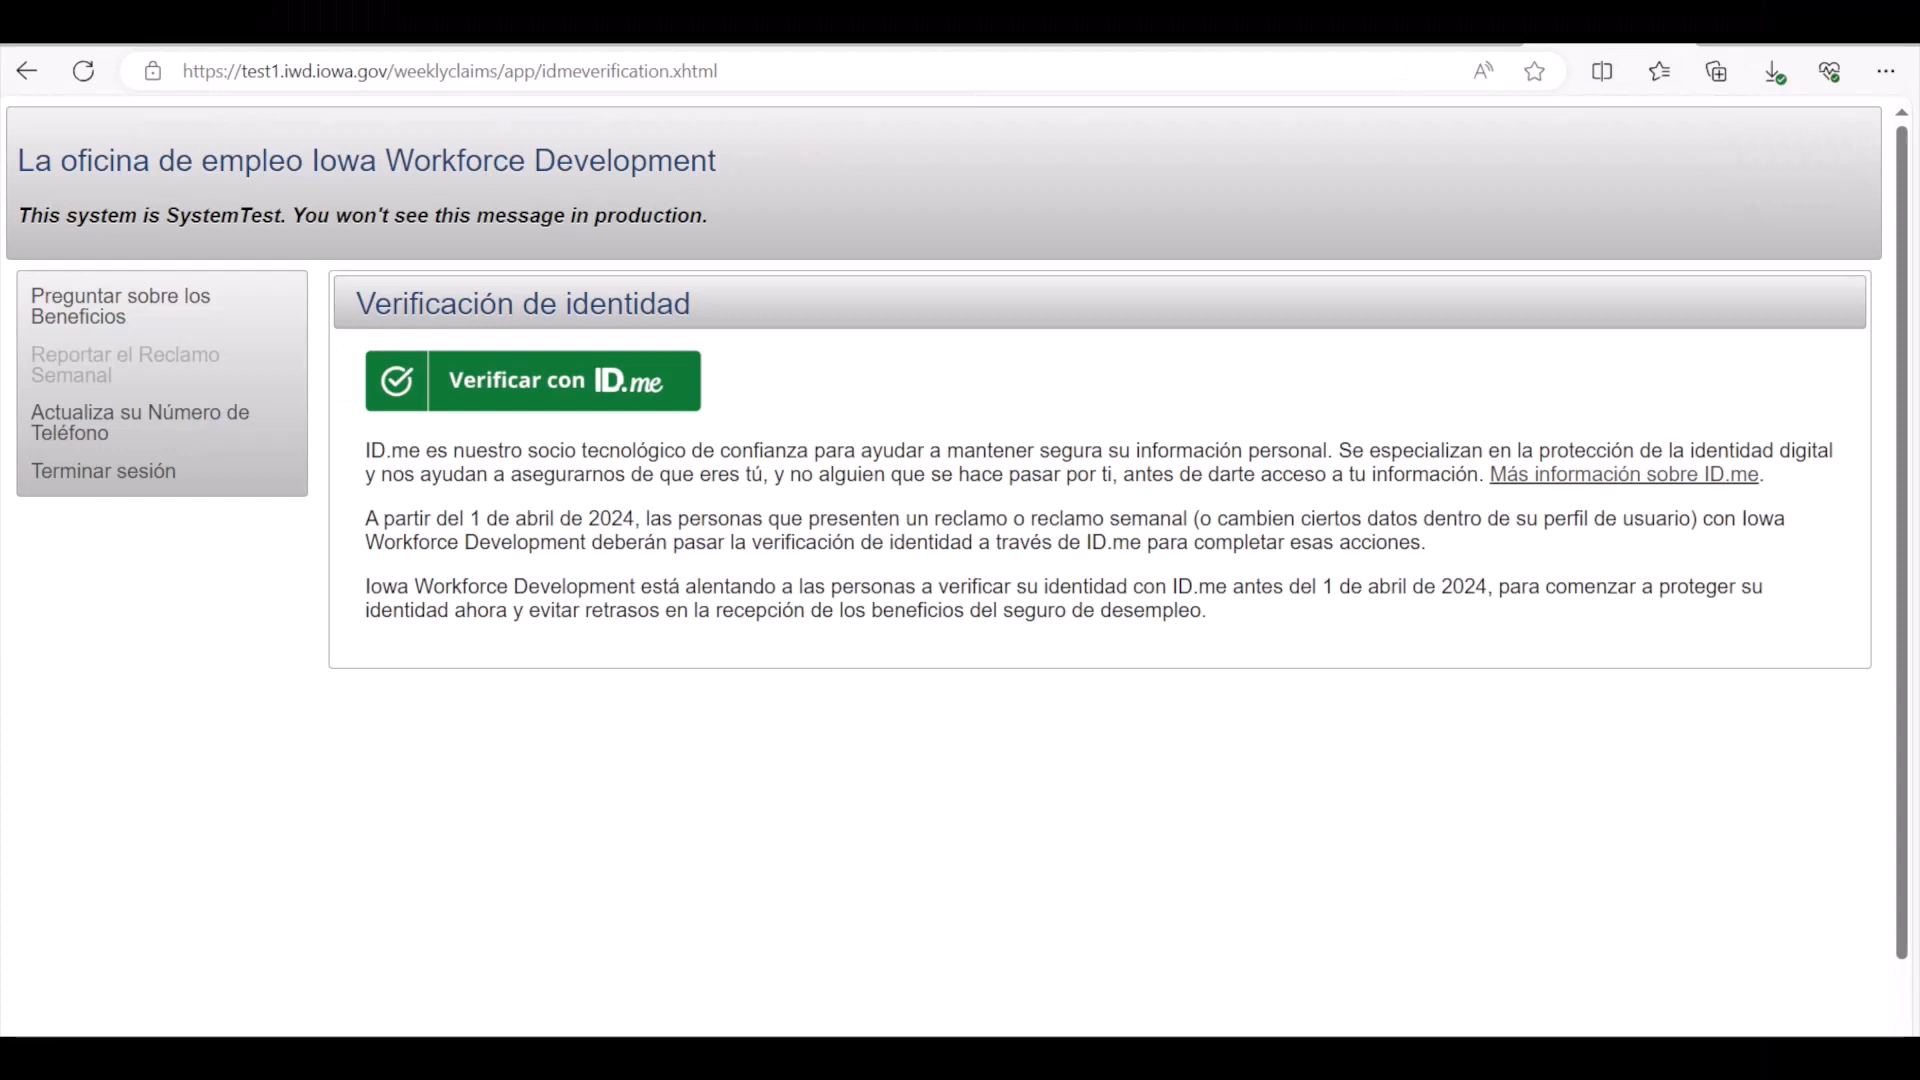 https://test1.iwd.iowa.gov/weeklyclaims/app/idmeverification.xhtml
La oficina de empleo Iowa Workforce Development
This system is SystemTest. You won't see this message in production.
Preguntar sobre los
Beneficios
Reportar el Reclamo
Semanal
Actualiza su Número de
Teléfono
Terminar sesión
Verificación de identidad
Verificar con ID.me
ID.me es nuestro socio tecnológico de confianza para ayudar a mantener segura su información personal. Se especializan en la protección de la identidad digital
y nos ayudan a asegurarnos de que eres tú, y no alguien que se hace pasar por ti, antes de darte acceso a tu información. Más información sobre ID.me.
A partir del 1 de abril de 2024, las personas que presenten un reclamo o reclamo semanal (o cambien ciertos datos dentro de su perfil de usuario) con Iowa
Workforce Development deberán pasar la verificación de identidad a través de ID.me para completar esas acciones.
Iowa Workforce Development está alentando a las personas a verificar su identidad con ID.me antes del 1 de abril de 2024, para comenzar a proteger su
identidad ahora y evitar retrasos en la recepción de los beneficios del seguro de desempleo.